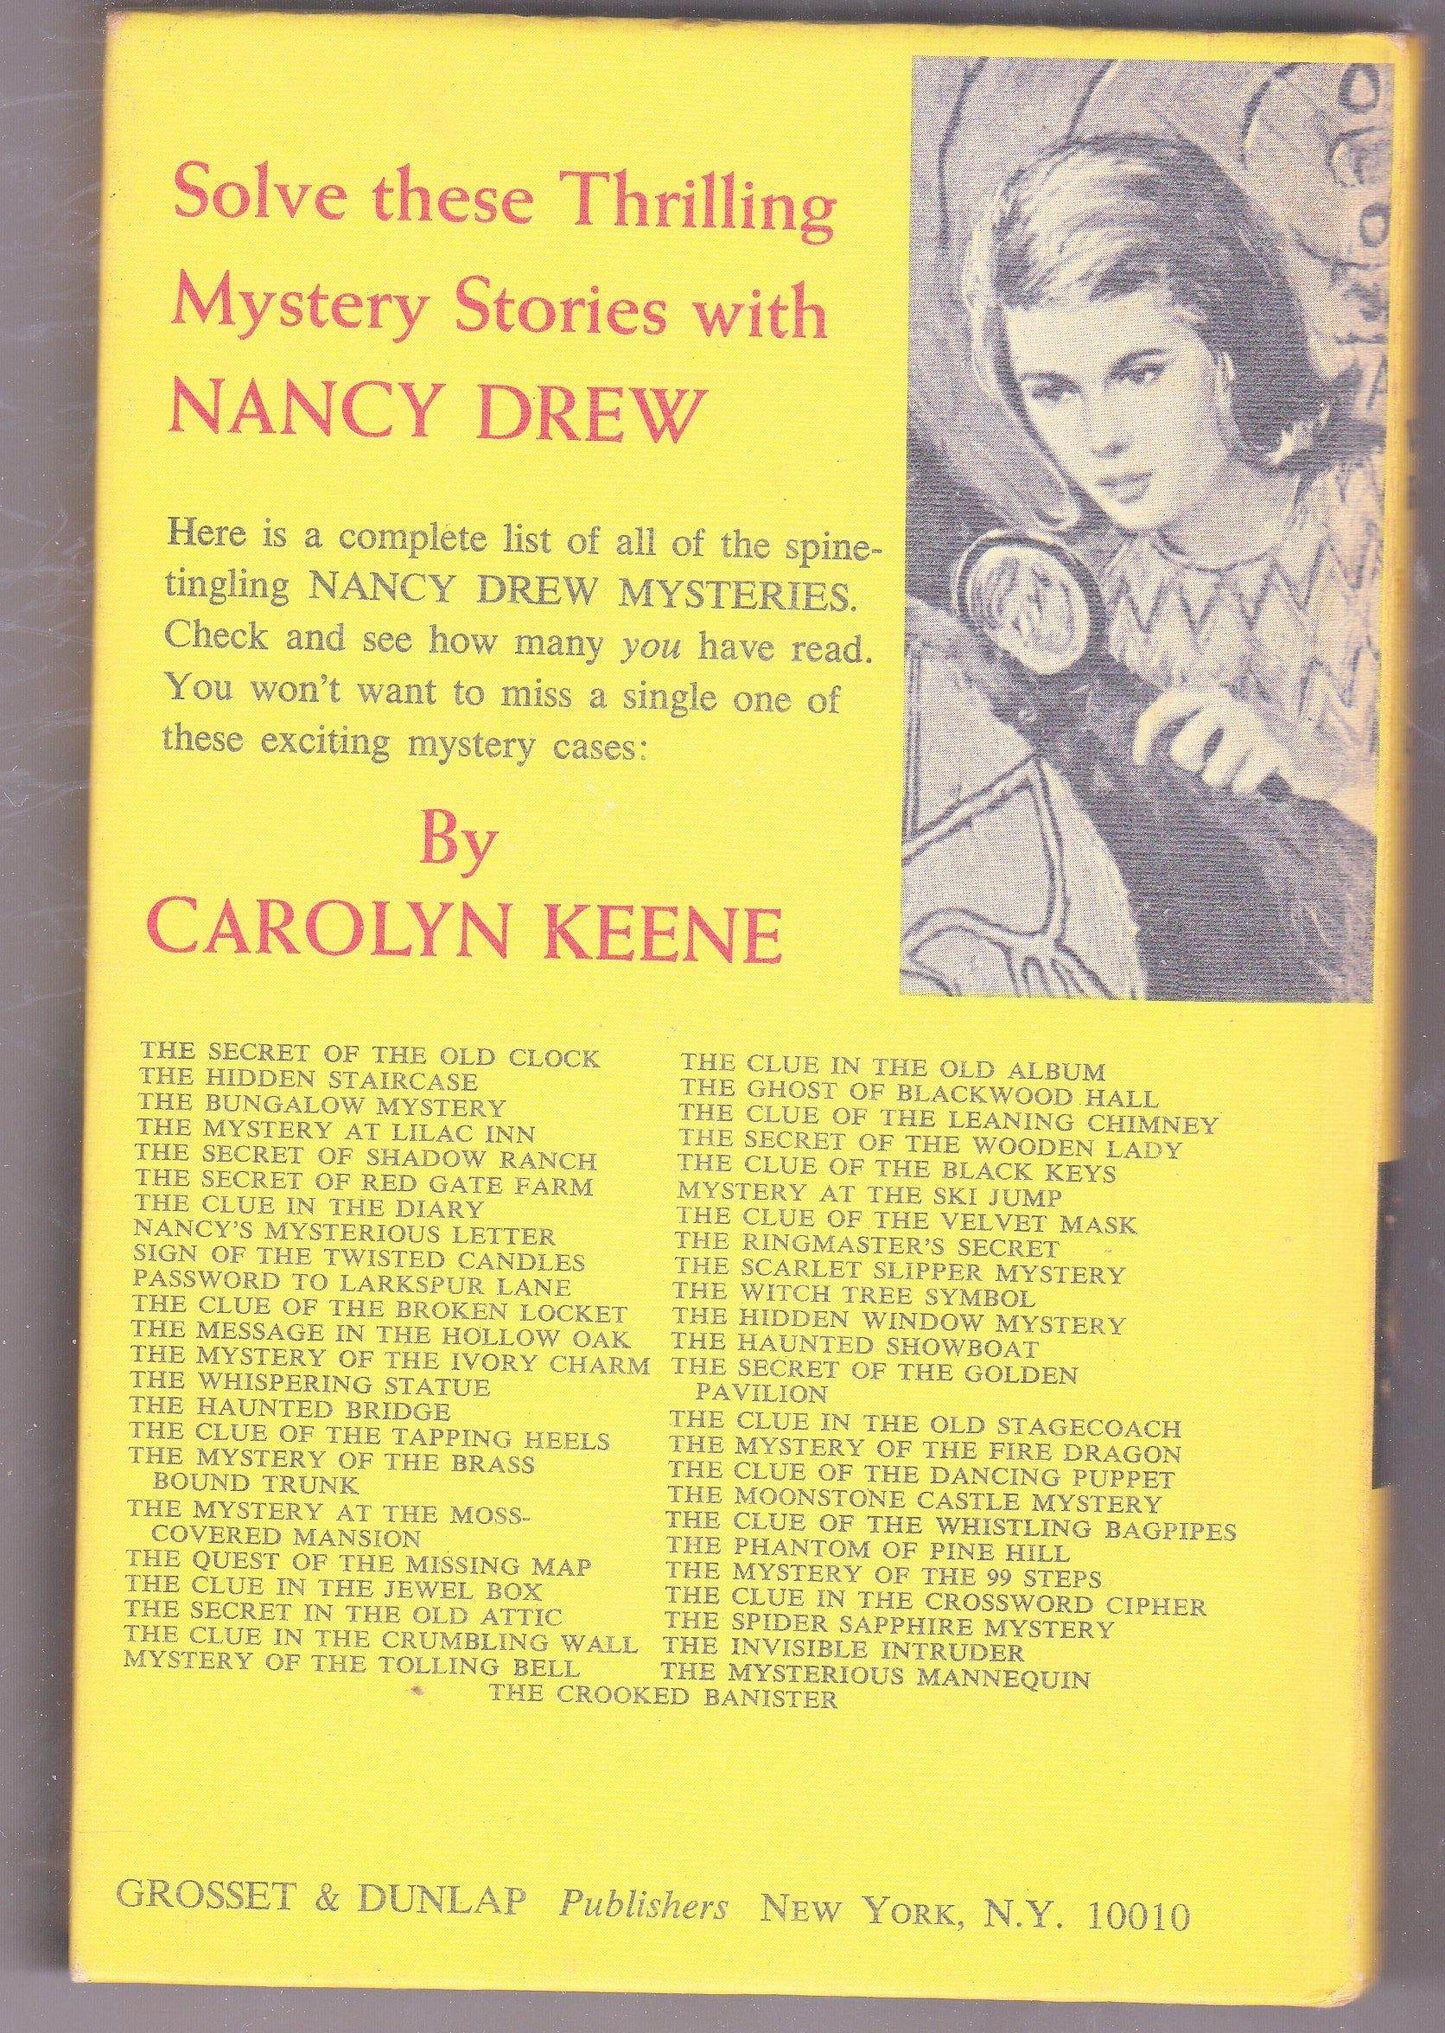 Solve these Thrilling
Mystery Stories with
NANCY DREW
Here is a complete list of all of the spine-
tingling NANCY DREW MYSTERIES.
Check and see how many you have read.
You won't want to miss a single one of
these exciting mystery cases:
By
CAROLYN KEENE
THE SECRET OF THE OLD CLOCK
THE HIDDEN STAIRCASE
THE BUNGALOW MYSTERY
THE MYSTERY AT LILAC INN
THE SECRET OF SHADOW RANCH
THE SECRET OF RED GATE FARM
THE CLUE IN THE DIARY
NANCY'S MYSTERIOUS LETTER
SIGN OF THE TWISTED CANDLES
PASSWORD TO LARKSPUR LANE
THE CLUE OF THE BROKEN LOCKET
THE MESSAGE IN THE HOLLOW OAK
THE MYSTERY OF THE IVORY CHARM
THE WHISPERING STATUE
THE HAUNTED BRIDGE
THE CLUE OF THE TAPPING HEELS
THE MYSTERY OF THE BRASS
BOUND TRUNK
THE MYSTERY AT THE MOSS-
COVERED MANSION
THE QUEST OF THE MISSING MAP
THE CLUE IN THE JEWEL BOX
THE SECRET IN THE OLD ATTIC
THE CLUE IN THE CRUMBLING WALL
MYSTERY OF THE TOLLING BELL
THE CLUE IN THE OLD ALBUM
THE GHOST OF BLACKWOOD HALL
THE CLUE OF THE LEANING CHIMNEY
THE SECRET OF THE WOODEN LADY
THE CLUE OF THE BLACK KEYS
MYSTERY AT THE SKI JUMP
THE CLUE OF THE VELVET MASK
THE RINGMASTER'S SECRET
THE SCARLET SLIPPER MYSTERY
THE WITCH TREE SYMBOL
THE HIDDEN WINDOW MYSTERY
THE HAUNTED SHOWBOAT
THE SECRET OF THE GOLDEN
PAVILION
THE CLUE IN THE OLD STAGECOACH
THE MYSTERY OF THE FIRE DRAGON
THE CLUE OF THE DANCING PUPPET
THE MOONSTONE CASTLE MYSTERY
THE CLUE OF THE WHISTLING BAGPIPES
THE PHANTOM OF PINE HILL
THE MYSTERY OF THE 99 STEPS
THE CLUE IN THE CROSSWORD CIPHER
THE SPIDER SAPPHIRE MYSTERY
THE INVISIBLE INTRUDER
THE MYSTERIOUS MANNEQUIN
THE CROOKED BANISTER
GROSSET & DUNLAP Publishers NEW YORK, N.Y. 10010